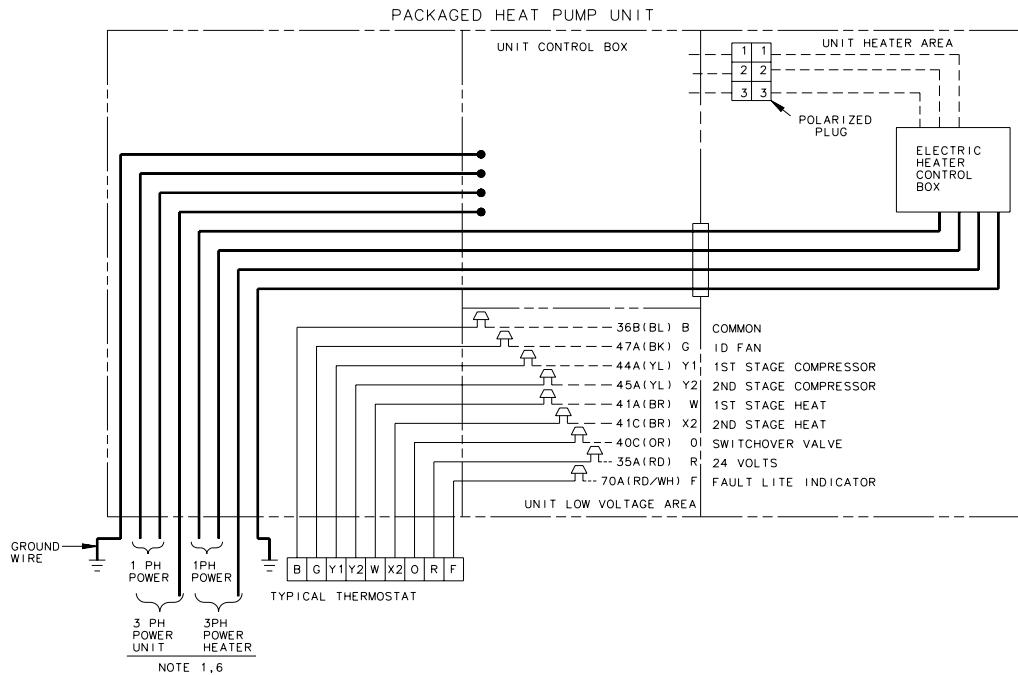 PACKAGED HEAT PUMP UNIT
UNIT CONTROL BOX
UNIT HEATER AREA
1 1
2 2
3 3
POLARIZED
PLUG
ELECTRIC
HEATER
CONTROL
BOX
36B(BL) B COMMON
47A(BK) G ID FAN
44A(YL) Y1 1ST STAGE COMPRESSOR
45A(YL) Y2 2ND STAGE COMPRESSOR
41A(BR) W 1ST STAGE HEAT
41C(BR) X2 2ND STAGE HEAT
40C(OR) O SWITCHOVER VALVE
35A(RD) R 24 VOLTS
70A(RD/WH) F FAULT LITE INDICATOR
UNIT LOW VOLTAGE AREA
GROUND
WIRE
1 PH
POWER
1PH
POWER
B G Y1 Y2 W X2 O R F
TYPICAL THERMOSTAT
3 PH
POWER
UNIT
3PH
POWER
HEATER
NOTE 1,6